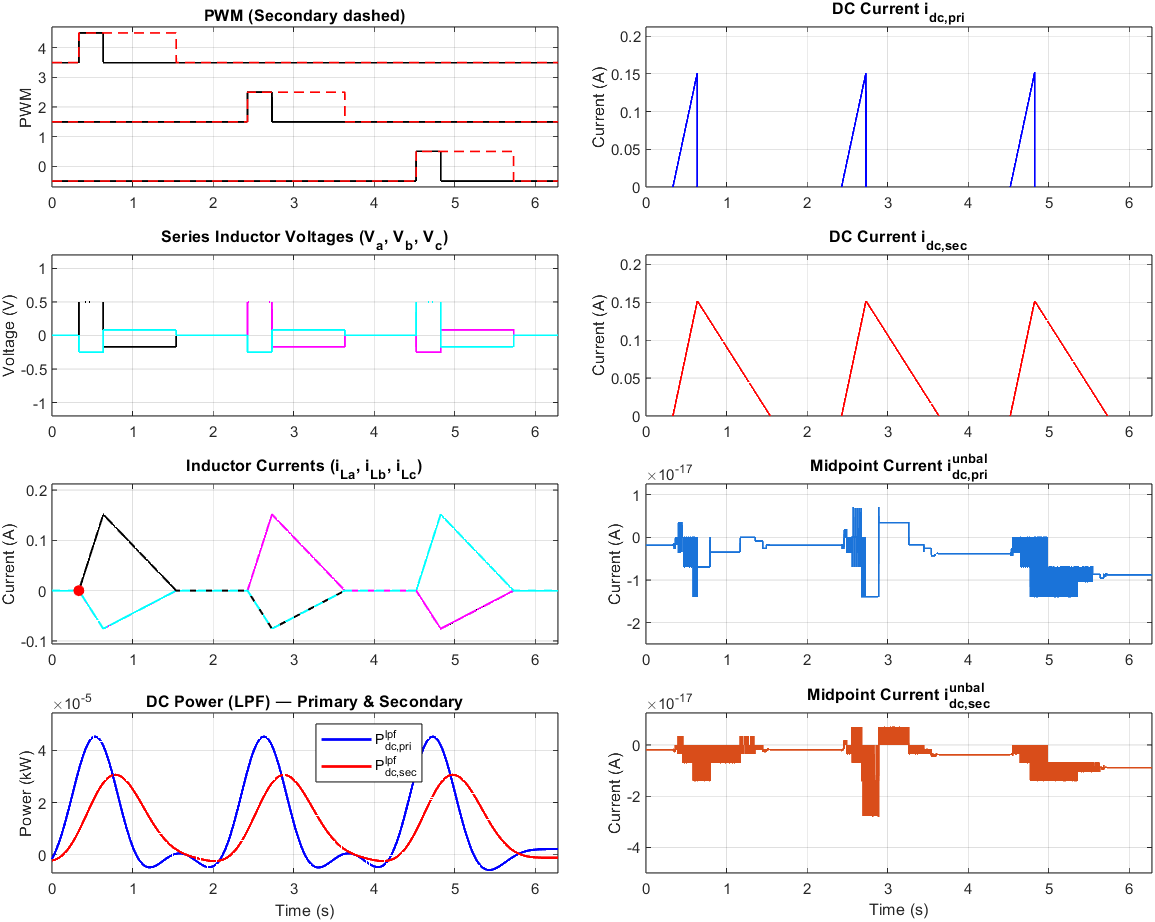 PWM (Secondary dashed)
PWM
4
3
2
1
0
0 1 2 3 4 5 6
DC Current i_dc,pri
Current (A)
0.2
0.15
0.1
0.05
0
0 1 2 3 4 5 6
Series Inductor Voltages (V_a, V_b, V_c)
Voltage (V)
1
0.5
0
-0.5
-1
0 1 2 3 4 5 6
DC Current i_dc,sec
Current (A)
0.2
0.15
0.1
0.05
0
0 1 2 3 4 5 6
Inductor Currents (i_La, i_Lb, i_Lc)
Current (A)
0.2
0.1
0
-0.1
0 1 2 3 4 5 6
Midpoint Current i_dc,pri^unbal
×10^-17
Current (A)
1
0
-1
-2
0 1 2 3 4 5 6
DC Power (LPF) — Primary & Secondary
×10^-5
Power (kW)
4
2
0
P_dc,pri^lpf
P_dc,sec^lpf
0 1 2 3 4 5 6
Time (s)
Midpoint Current i_dc,sec^unbal
×10^-17
Current (A)
0
-2
-4
0 1 2 3 4 5 6
Time (s)